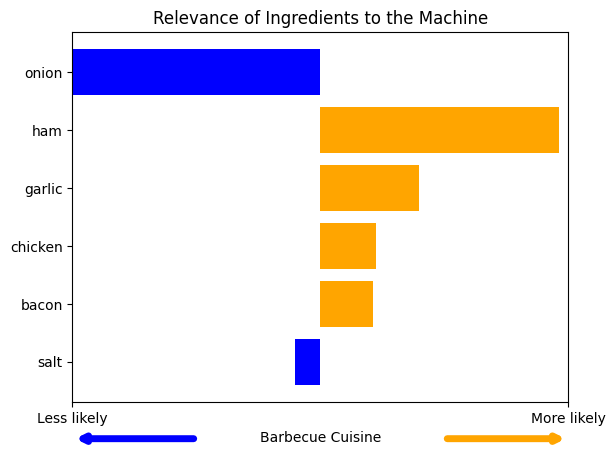 Relevance of Ingredients to the Machine
onion
ham
garlic
chicken
bacon
salt
Less likely
More likely
Barbecue Cuisine